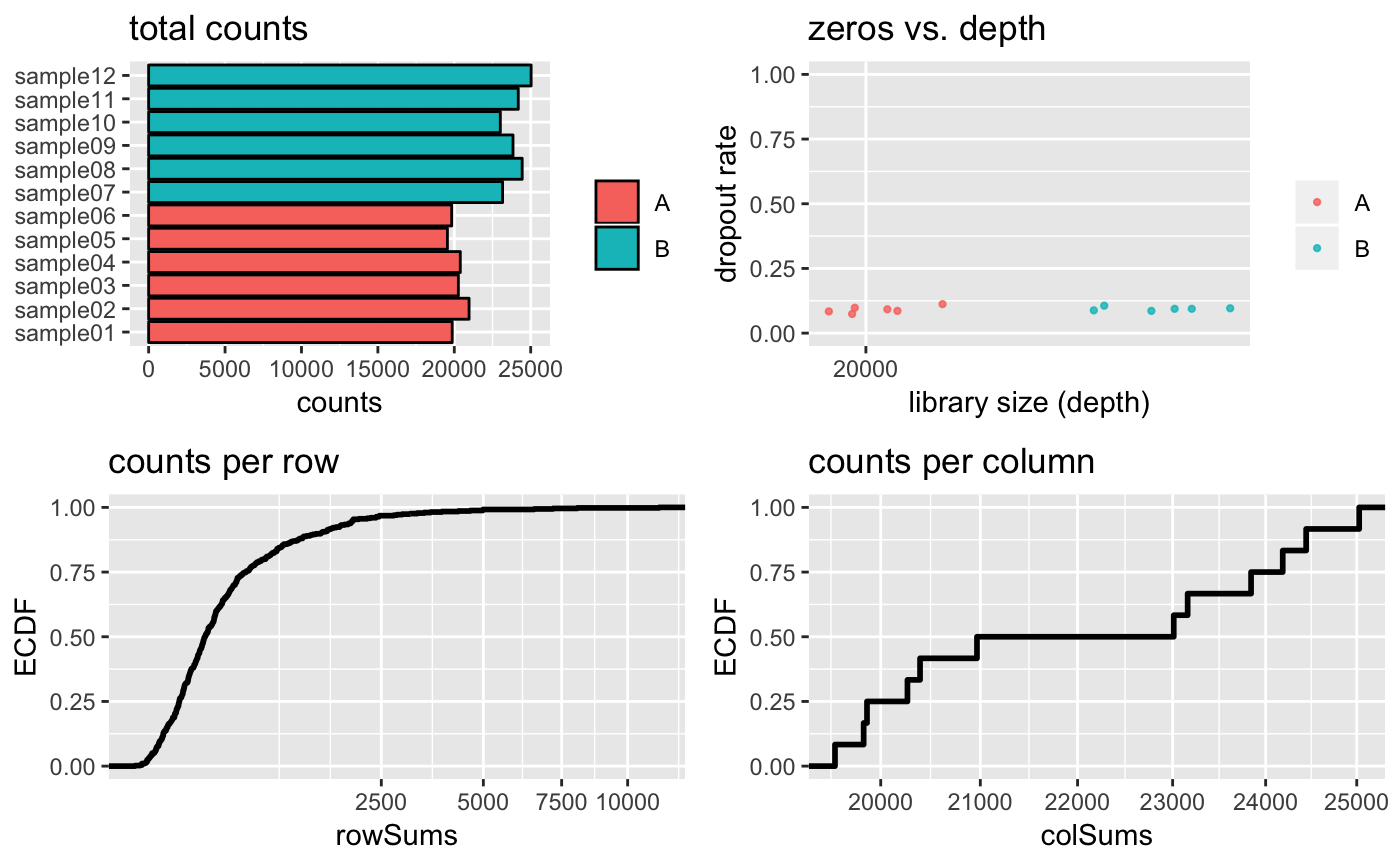 total counts
sample12
sample11
sample10
sample09
sample08
sample07
sample06
sample05
sample04
sample03
sample02
sample01
0 5000 10000 15000 20000 25000
counts
A
B
zeros vs. depth
1.00
0.75
0.50
0.25
0.00
dropout rate
20000
library size (depth)
A
B
counts per row
1.00
0.75
0.50
0.25
0.00
ECDF
2500 5000 7500 10000
rowSums
counts per column
1.00
0.75
0.50
0.25
0.00
ECDF
20000 21000 22000 23000 24000 25000
colSums